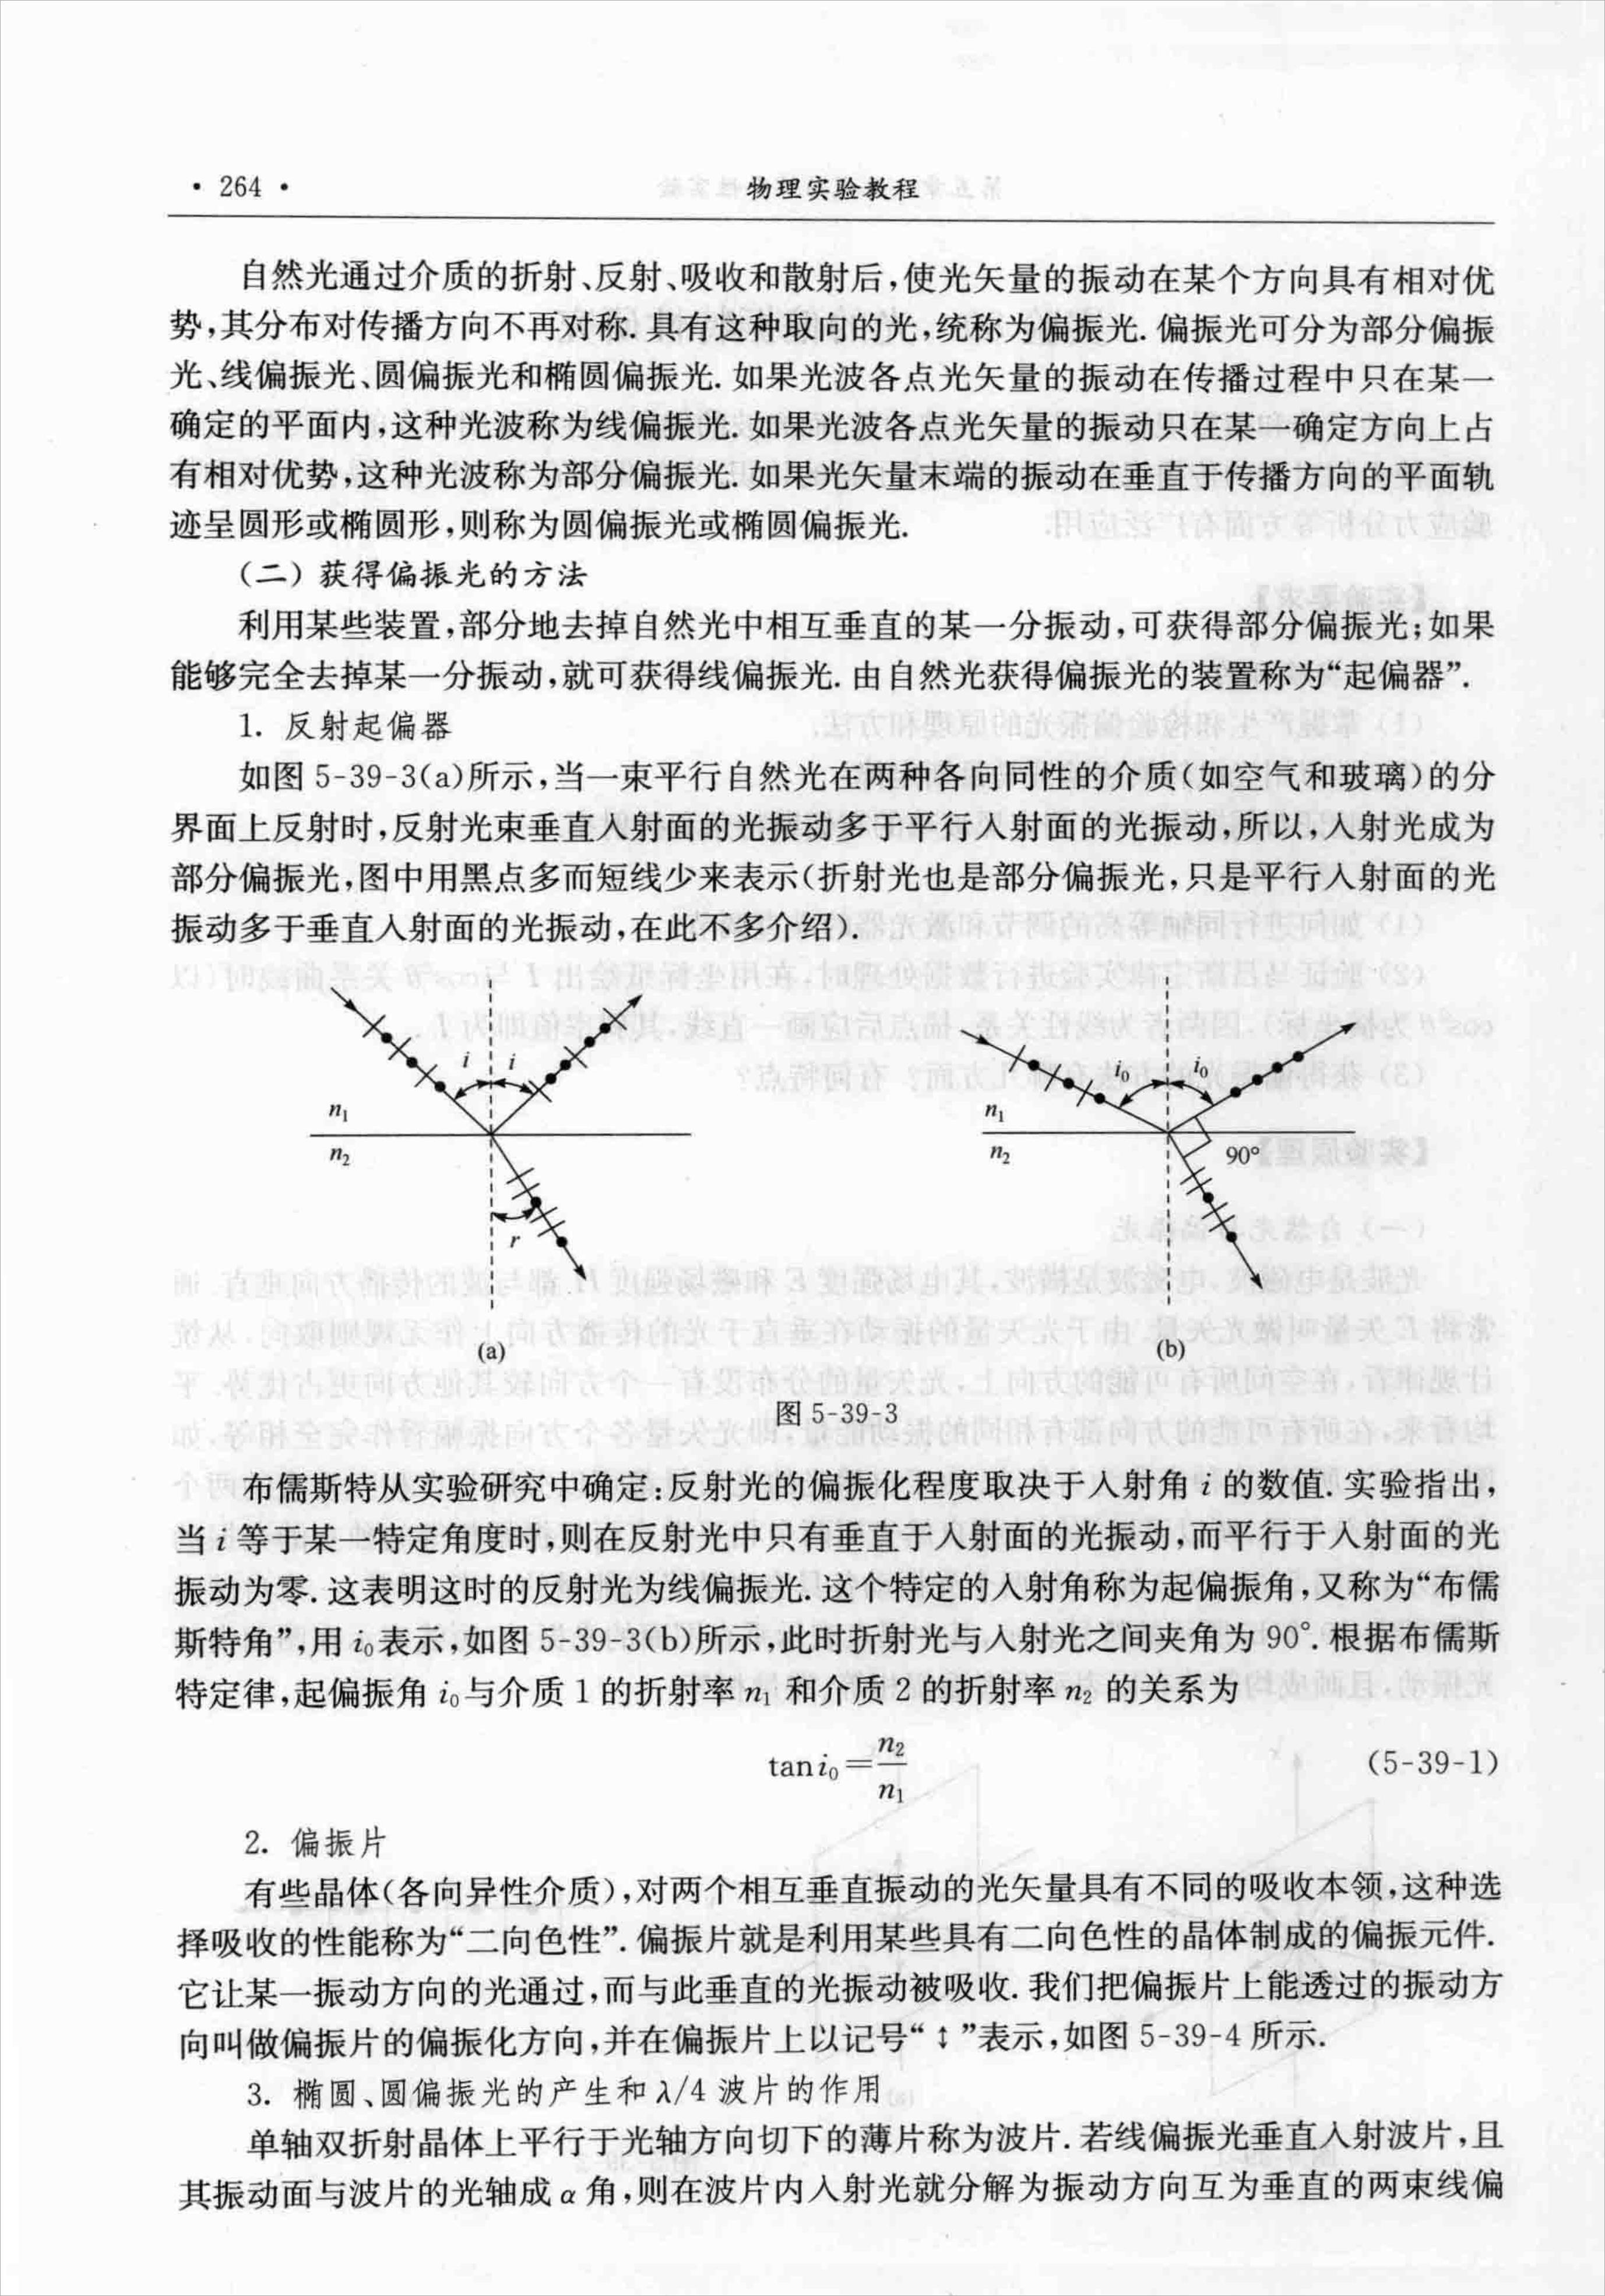 · 264 ·
物理实验教程
自然光通过介质的折射、反射、吸收和散射后,使光矢量的振动在某个方向具有相对优
势,其分布对传播方向不再对称. 具有这种取向的光,统称为偏振光. 偏振光可分为部分偏振
光、线偏振光、圆偏振光和椭圆偏振光. 如果光波各点光矢量的振动在传播过程中只在某一
确定的平面内,这种光波称为线偏振光. 如果光波各点光矢量的振动只在某一确定方向上占
有相对优势,这种光波称为部分偏振光. 如果光矢量末端的振动在垂直于传播方向的平面轨
迹呈圆形或椭圆形,则称为圆偏振光或椭圆偏振光.
(二) 获得偏振光的方法
利用某些装置,部分地去掉自然光中相互垂直的某一分振动,可获得部分偏振光;如果
能够完全去掉某一分振动,就可获得线偏振光. 由自然光获得偏振光的装置称为“起偏器”.
1. 反射起偏器
如图 5-39-3(a)所示,当一束平行自然光在两种各向同性的介质(如空气和玻璃)的分
界面上反射时,反射光束垂直入射面的光振动多于平行入射面的光振动,所以,入射光成为
部分偏振光,图中用黑点多而短线少来表示(折射光也是部分偏振光,只是平行入射面的光
振动多于垂直入射面的光振动,在此不多介绍).
i i
n₁
n₂
r
(a)
i₀ i₀
n₁
n₂
90°
(b)
图 5-39-3
布儒斯特从实验研究中确定:反射光的偏振化程度取决于入射角 i 的数值. 实验指出,
当 i 等于某一特定角度时,则在反射光中只有垂直于入射面的光振动,而平行于入射面的光
振动为零. 这表明这时的反射光为线偏振光. 这个特定的入射角称为起偏振角,又称为“布儒
斯特角”,用 i₀表示,如图 5-39-3(b)所示,此时折射光与入射光之间夹角为 90°. 根据布儒斯
特定律,起偏振角 i₀与介质 1 的折射率 n₁ 和介质 2 的折射率 n₂ 的关系为
tan i₀ = n₂/n₁ (5-39-1)
2. 偏振片
有些晶体(各向异性介质),对两个相互垂直振动的光矢量具有不同的吸收本领,这种选
择吸收的性能称为“二向色性”. 偏振片就是利用某些具有二向色性的晶体制成的偏振元件.
它让某一振动方向的光通过,而与此垂直的光振动被吸收. 我们把偏振片上能透过的振动方
向叫做偏振片的偏振化方向,并在偏振片上以记号“↕”表示,如图 5-39-4 所示.
3. 椭圆、圆偏振光的产生和 λ/4 波片的作用
单轴双折射晶体上平行于光轴方向切下的薄片称为波片. 若线偏振光垂直入射波片,且
其振动面与波片的光轴成 α 角,则在波片内入射光就分解为振动方向互为垂直的两束线偏